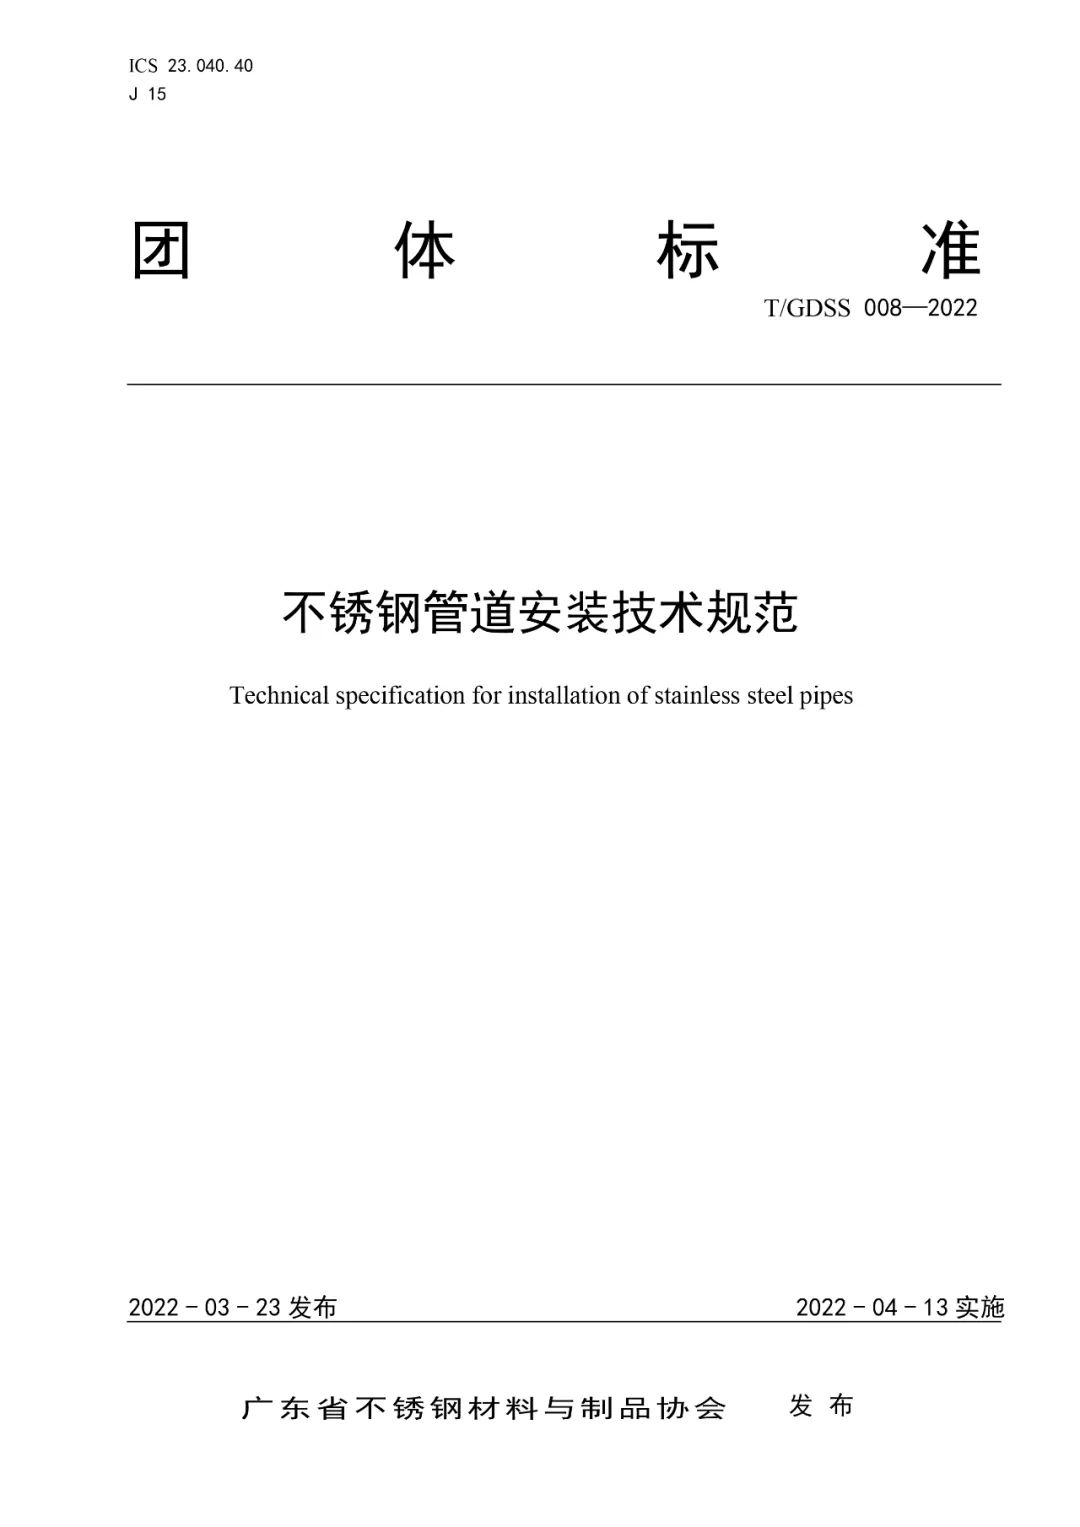 ICS 23.040.40
J 15
团体标准
T/GDSS 008—2022
不锈钢管道安装技术规范
Technical specification for installation of stainless steel pipes
2022－03－23 发布 2022－04－13 实施
广东省不锈钢材料与制品协会 发布